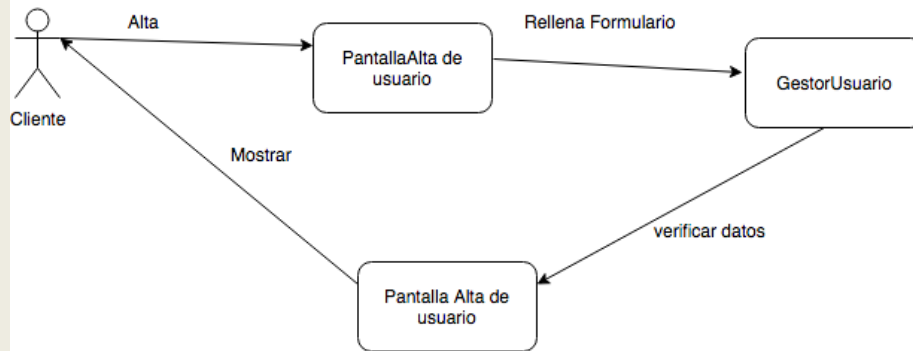 Alta
Rellena Formulario
PantallaAlta de
usuario
GestorUsuario
Cliente
Mostrar
verificar datos
Pantalla Alta de
usuario